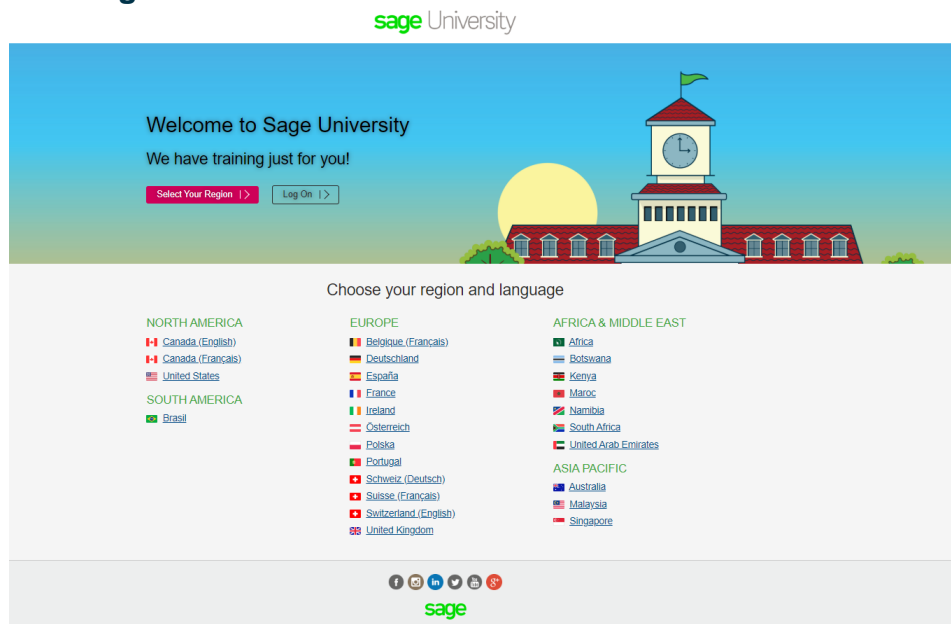 sage University
Welcome to Sage University
We have training just for you!
Select Your Region | >
Log On | >
Choose your region and language
NORTH AMERICA
Canada (English)
Canada (Français)
United States
SOUTH AMERICA
Brasil
EUROPE
Belgique (Français)
Deutschland
España
France
Ireland
Österreich
Polska
Portugal
Schweiz (Deutsch)
Suisse (Français)
Switzerland (English)
United Kingdom
AFRICA & MIDDLE EAST
Africa
Botswana
Kenya
Maroc
Namibia
South Africa
United Arab Emirates
ASIA PACIFIC
Australia
Malaysia
Singapore
sage